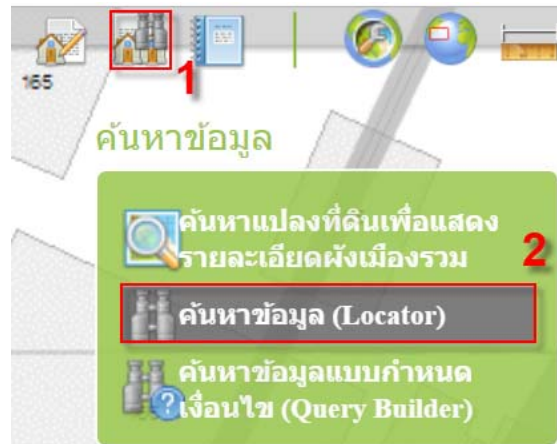 1
165
ค้นหาข้อมูล
ค้นหาแปลงที่ดินเพื่อแสดง
รายละเอียดผังเมืองรวม
2
ค้นหาข้อมูล (Locator)
ค้นหาข้อมูลแบบกำหนด
เงื่อนไข (Query Builder)